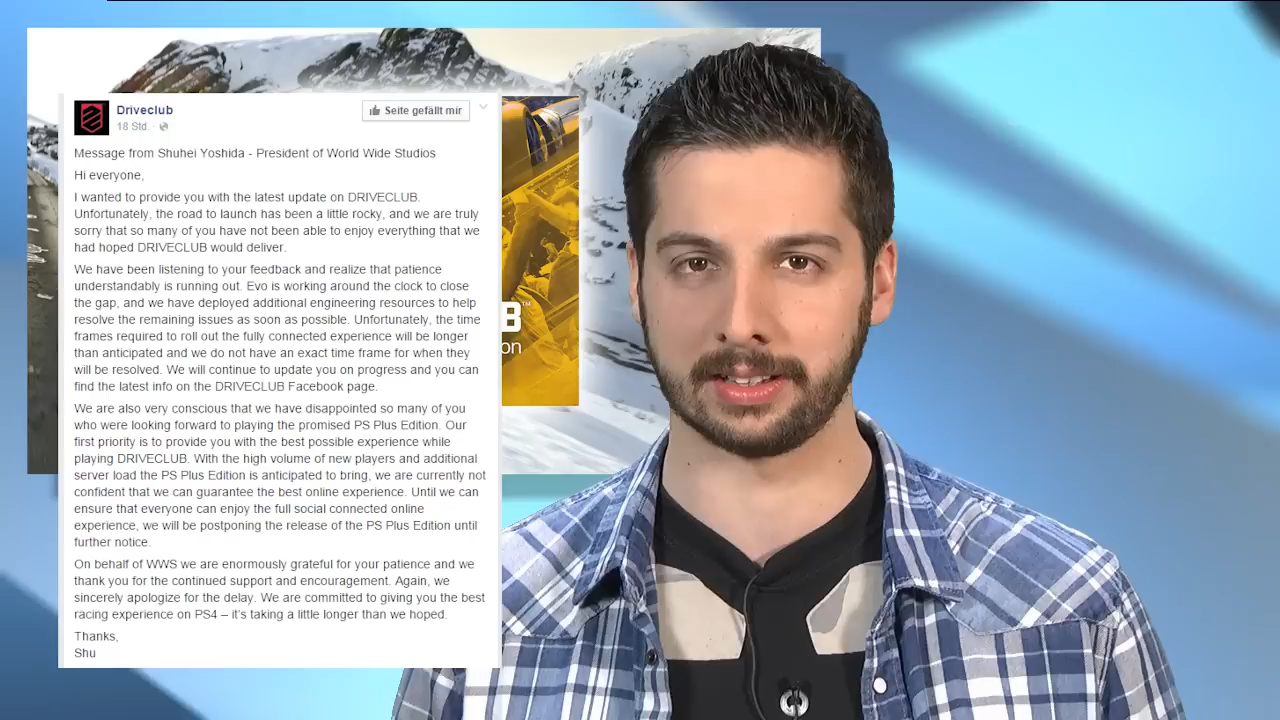 Driveclub
Seite gefällt mir
18 Std. ·
Message from Shuhei Yoshida - President of World Wide Studios
Hi everyone,
I wanted to provide you with the latest update on DRIVECLUB.
Unfortunately, the road to launch has been a little rocky, and we are truly
sorry that so many of you have not been able to enjoy everything that we
had hoped DRIVECLUB would deliver.
We have been listening to your feedback and realize that patience
understandably is running out. Evo is working around the clock to close
the gap, and we have deployed additional engineering resources to help
resolve the remaining issues as soon as possible. Unfortunately, the time
frames required to roll out the fully connected experience will be longer
than anticipated and we do not have an exact time frame for when they
will be resolved. We will continue to update you on progress and you can
find the latest info on the DRIVECLUB Facebook page.
We are also very conscious that we have disappointed so many of you
who were looking forward to playing the promised PS Plus Edition. Our
first priority is to provide you with the best possible experience while
playing DRIVECLUB. With the high volume of new players and additional
server load the PS Plus Edition is anticipated to bring, we are currently not
confident that we can guarantee the best online experience. Until we can
ensure that everyone can enjoy the full social connected online
experience, we will be postponing the release of the PS Plus Edition until
further notice.
On behalf of WWS we are enormously grateful for your patience and we
thank you for the continued support and encouragement. Again, we
sincerely apologize for the delay. We are committed to giving you the best
racing experience on PS4 – it's taking a little longer than we hoped.
Thanks,
Shu
B™
on